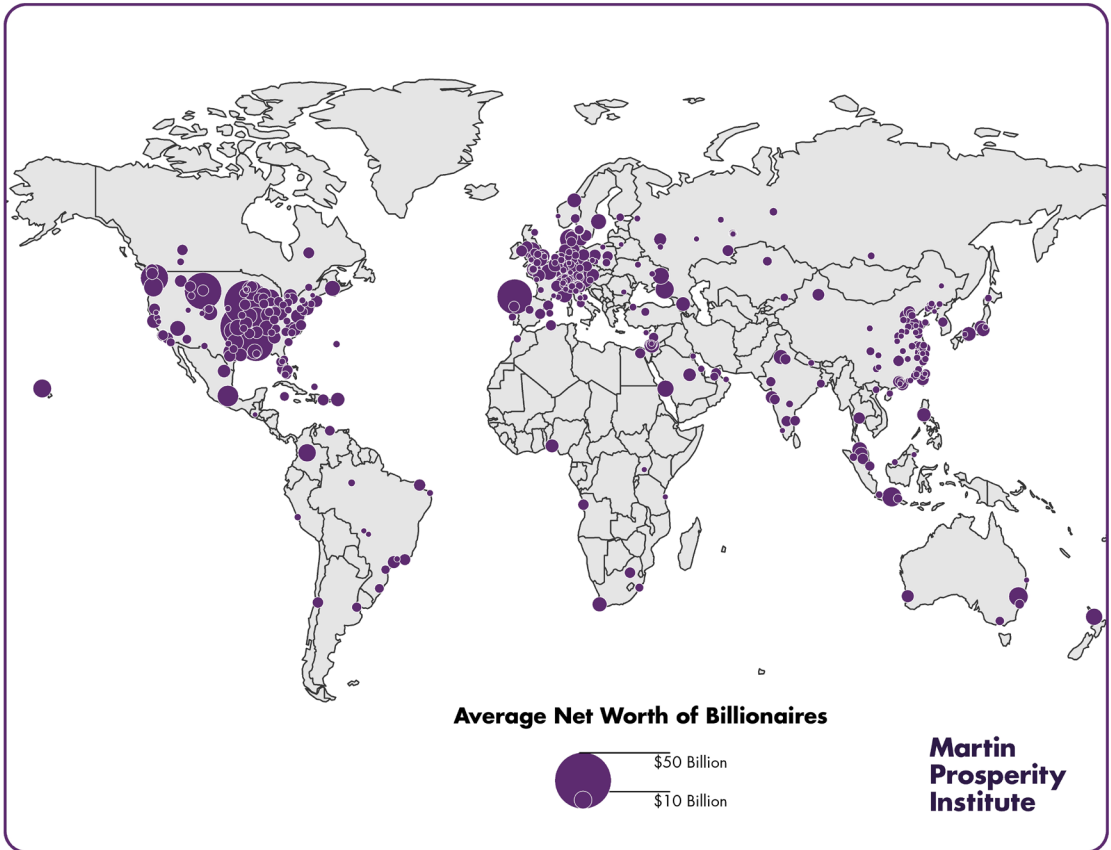 Average Net Worth of Billionaires
$50 Billion
$10 Billion
Martin
Prosperity
Institute